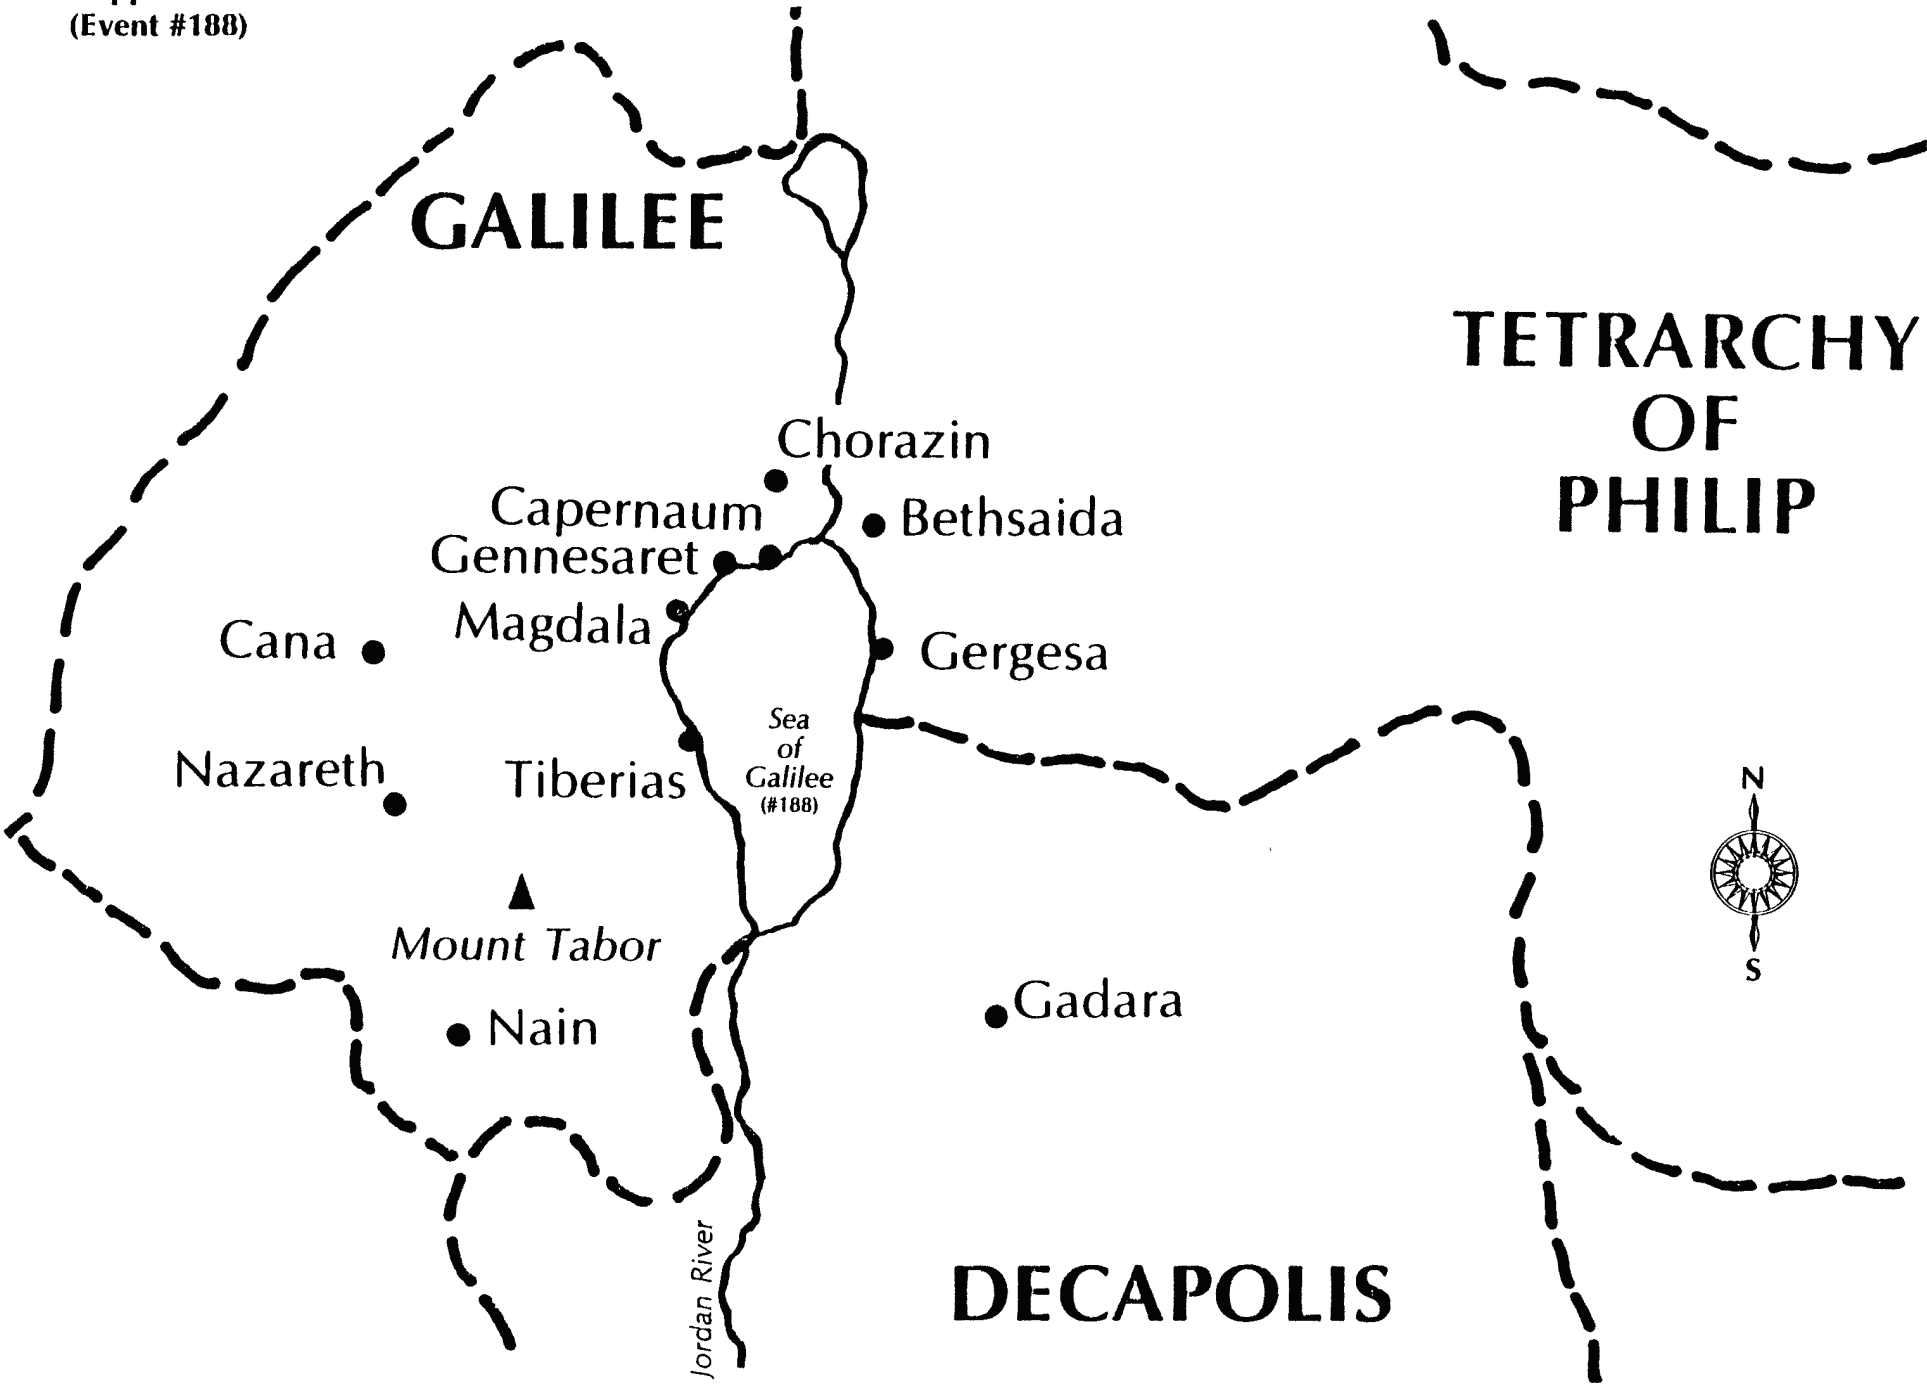 (Event #188)
GALILEE
TETRARCHY
OF
PHILIP
Chorazin
Capernaum
Bethsaida
Gennesaret
Magdala
Cana
Gergesa
Sea
of
Galilee
(#188)
Nazareth
Tiberias
N
S
Mount Tabor
Gadara
Nain
Jordan River
DECAPOLIS